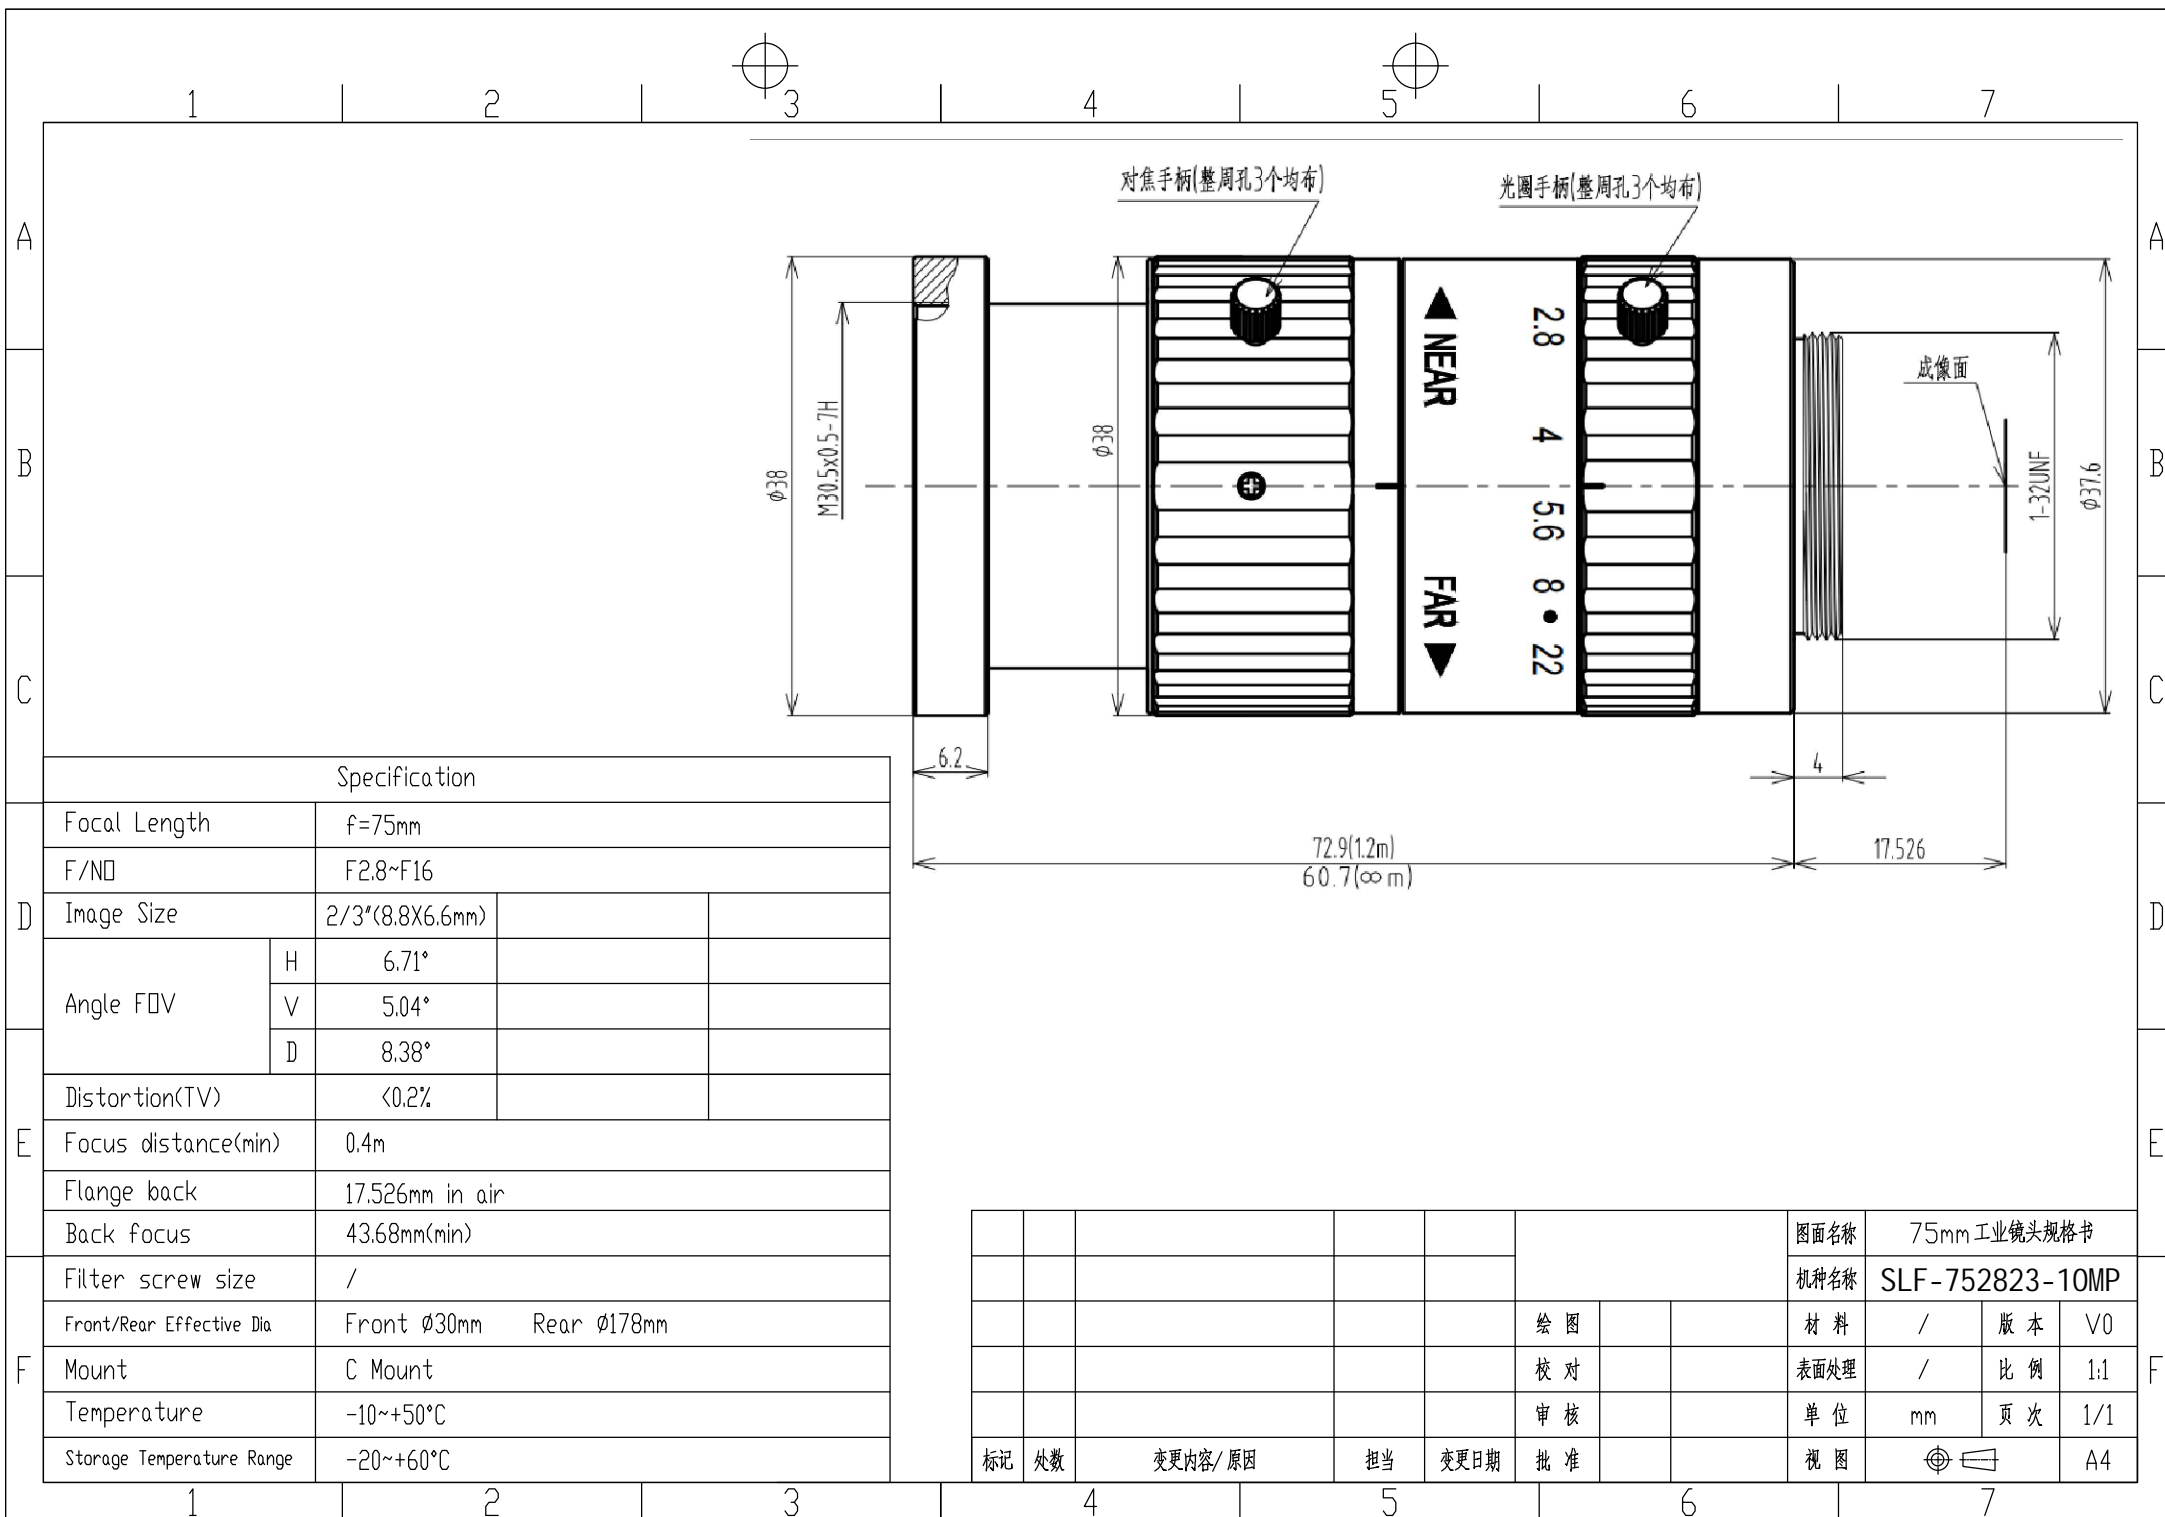 1 2 3 4 5 6 7
A A
B B
C C
D D
E E
F F
对焦手柄(整周孔3个均布)
光圈手柄(整周孔3个均布)
成像面
ϕ38
M30.5x0.5-7H
ϕ38
▲ NEAR
FAR ▼
2.8 4 5.6 8 • 22
1-32UNF
ϕ37.6
6.2
4
72.9(1.2m)
60.7(∞m)
17.526
Specification
Focal Length f=75mm
F/NO F2.8~F16
Image Size 2/3"(8.8X6.6mm)
Angle FOV
H 6.71°
V 5.04°
D 8.38°
Distortion(TV) <0.2%
Focus distance(min) 0.4m
Flange back 17.526mm in air
Back focus 43.68mm(min)
Filter screw size /
Front/Rear Effective Dia Front Ø30mm Rear Ø178mm
Mount C Mount
Temperature -10~+50°C
Storage Temperature Range -20~+60°C
图面名称 75mm工业镜头规格书
机种名称 SLF-752823-10MP
绘图 材料 / 版本 V0
校对 表面处理 / 比例 1:1
审核 单位 mm 页次 1/1
标记 处数 变更内容/原因 担当 变更日期 批准 视图 A4
1 2 3 4 5 6 7